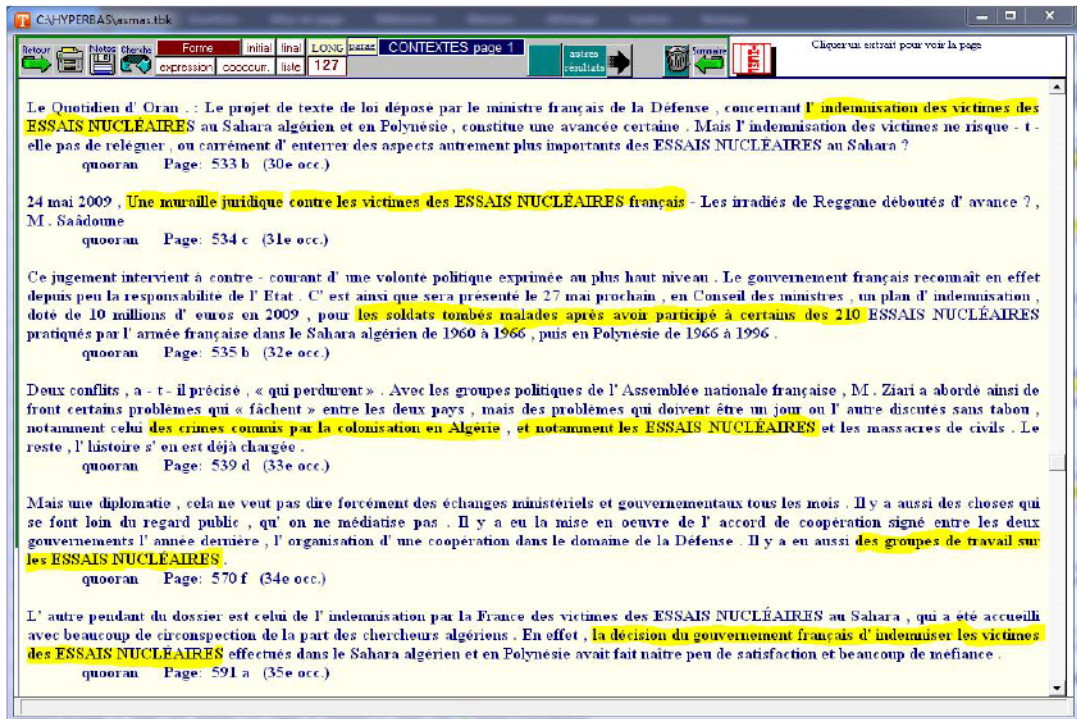 C:\HYPERBAS\asmas.tbk
Retour Notes Cherche Forme initial final LONG parag CONTEXTES page 1 autres résultats Sommaire Cliquer un extrait pour voir la page
expression cooccurr. liste 127
Le Quotidien d' Oran . : Le projet de texte de loi déposé par le ministre français de la Défense , concernant l' indemnisation des victimes des
ESSAIS NUCLÉAIRES au Sahara algérien et en Polynésie , constitue une avancée certaine . Mais l' indemnisation des victimes ne risque - t -
elle pas de reléguer , ou carrément d' enterrer des aspects autrement plus importants des ESSAIS NUCLÉAIRES au Sahara ?
quooran Page: 533 b (30e occ.)
24 mai 2009 , Une muraille juridique contre les victimes des ESSAIS NUCLÉAIRES français - Les irradiés de Reggane déboutés d' avance ? ,
M . Saâdoune
quooran Page: 534 c (31e occ.)
Ce jugement intervient à contre - courant d' une volonté politique exprimée au plus haut niveau . Le gouvernement français reconnaît en effet
depuis peu la responsabilité de l' Etat . C' est ainsi que sera présenté le 27 mai prochain , en Conseil des ministres , un plan d' indemnisation ,
doté de 10 millions d' euros en 2009 , pour les soldats tombés malades après avoir participé à certains des 210 ESSAIS NUCLÉAIRES
pratiqués par l' armée française dans le Sahara algérien de 1960 à 1966 , puis en Polynésie de 1966 à 1996 .
quooran Page: 535 b (32e occ.)
Deux conflits , a - t - il précisé , « qui perdurent » . Avec les groupes politiques de l' Assemblée nationale française , M . Ziari a abordé ainsi de
front certains problèmes qui « fâchent » entre les deux pays , mais des problèmes qui doivent être un jour ou l' autre discutés sans tabou ,
notamment celui des crimes commis par la colonisation en Algérie , et notamment les ESSAIS NUCLÉAIRES et les massacres de civils . Le
reste , l' histoire s' en est déjà chargée .
quooran Page: 539 d (33e occ.)
Mais une diplomatie , cela ne veut pas dire forcément des échanges ministériels et gouvernementaux tous les mois . Il y a aussi des choses qui
se font loin du regard public , qu' on ne médiatise pas . Il y a eu la mise en oeuvre de l' accord de coopération signé entre les deux
gouvernements l' année dernière , l' organisation d' une coopération dans le domaine de la Défense . Il y a eu aussi des groupes de travail sur
les ESSAIS NUCLÉAIRES .
quooran Page: 570 f (34e occ.)
L' autre pendant du dossier est celui de l' indemnisation par la France des victimes des ESSAIS NUCLÉAIRES au Sahara , qui a été accueilli
avec beaucoup de circonspection de la part des chercheurs algériens . En effet , la décision du gouvernement français d' indemniser les victimes
des ESSAIS NUCLÉAIRES effectués dans le Sahara algérien et en Polynésie avait fait naître peu de satisfaction et beaucoup de méfiance .
quooran Page: 591 a (35e occ.)